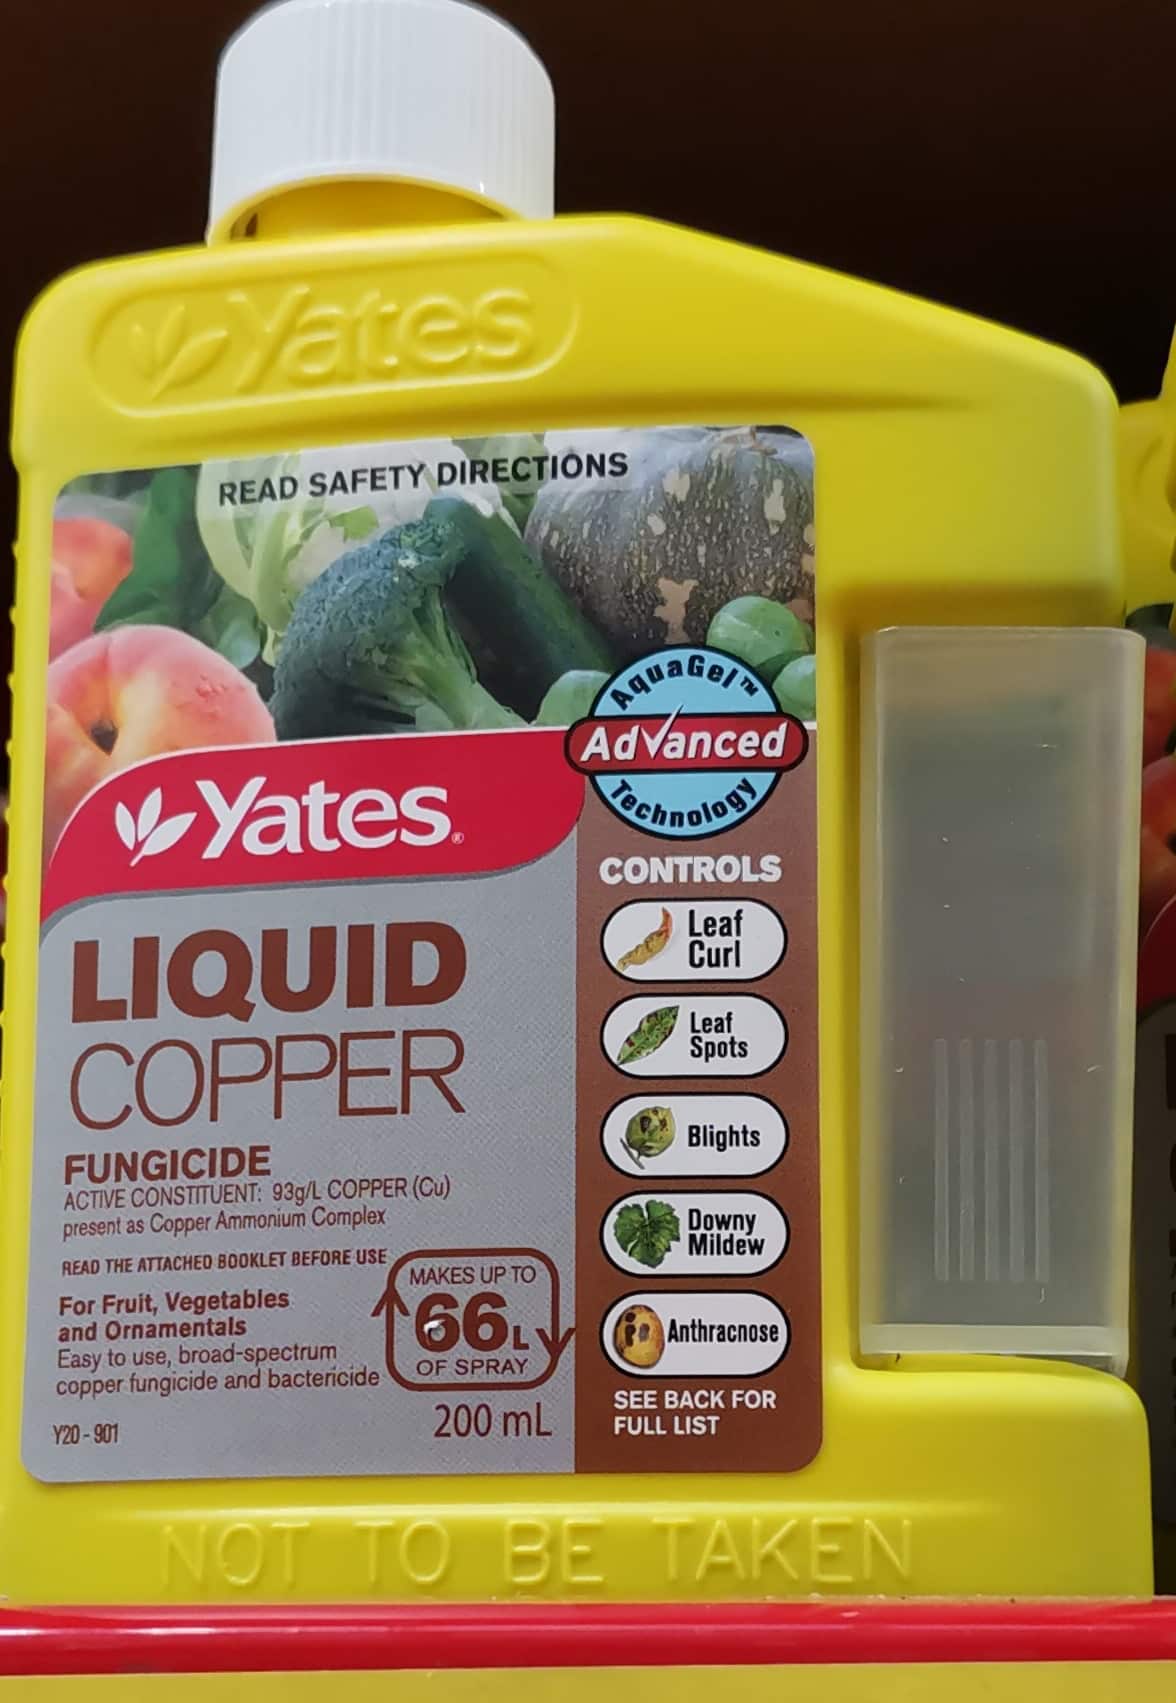 Yates
READ SAFETY DIRECTIONS
AquaGel™
Advanced
Technology
Yates®
CONTROLS
Leaf
Curl
Leaf
Spots
Blights
Downy
Mildew
Anthracnose
SEE BACK FOR
FULL LIST
LIQUID
COPPER
FUNGICIDE
ACTIVE CONSTITUENT: 93g/L COPPER (Cu)
present as Copper Ammonium Complex
READ THE ATTACHED BOOKLET BEFORE USE
For Fruit, Vegetables
and Ornamentals
Easy to use, broad-spectrum
copper fungicide and bactericide
MAKES UP TO
66L
OF SPRAY
Y20 - 901
200 mL
NOT TO BE TAKEN